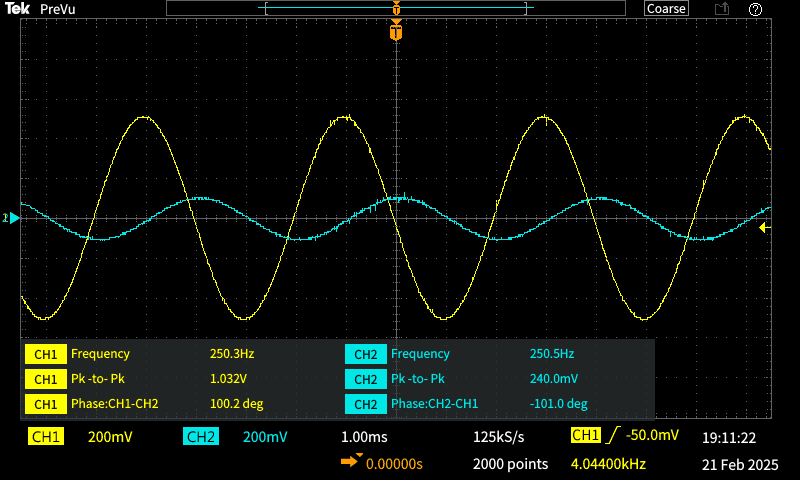 Tek PreVu Coarse
T
T
2
CH1 Frequency 250.3Hz CH2 Frequency 250.5Hz
CH1 Pk -to- Pk 1.032V CH2 Pk -to- Pk 240.0mV
CH1 Phase:CH1-CH2 100.2 deg CH2 Phase:CH2-CH1 -101.0 deg
CH1 200mV CH2 200mV 1.00ms 125kS/s CH1 -50.0mV 19:11:22
0.00000s 2000 points 4.04400kHz 21 Feb 2025